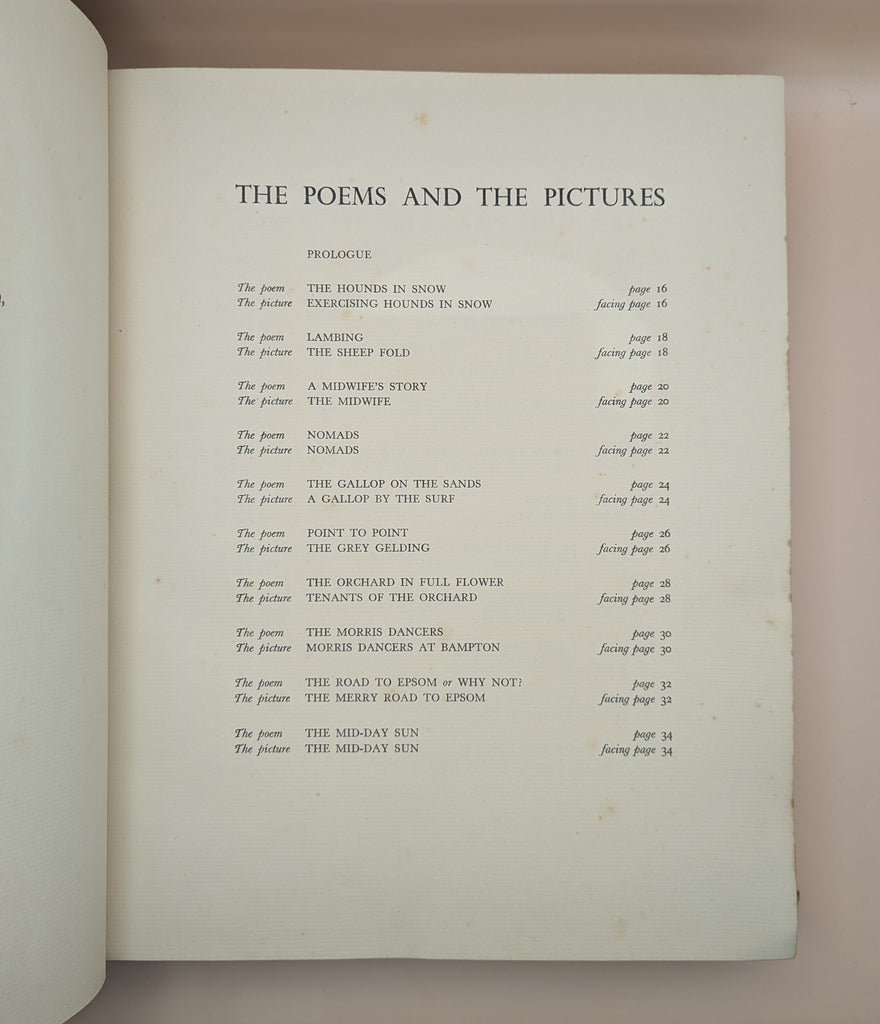 THE POEMS AND THE PICTURES
PROLOGUE
The poem THE HOUNDS IN SNOW page 16
The picture EXERCISING HOUNDS IN SNOW facing page 16
The poem LAMBING page 18
The picture THE SHEEP FOLD facing page 18
The poem A MIDWIFE'S STORY page 20
The picture THE MIDWIFE facing page 20
The poem NOMADS page 22
The picture NOMADS facing page 22
The poem THE GALLOP ON THE SANDS page 24
The picture A GALLOP BY THE SURF facing page 24
The poem POINT TO POINT page 26
The picture THE GREY GELDING facing page 26
The poem THE ORCHARD IN FULL FLOWER page 28
The picture TENANTS OF THE ORCHARD facing page 28
The poem THE MORRIS DANCERS page 30
The picture MORRIS DANCERS AT BAMPTON facing page 30
The poem THE ROAD TO EPSOM or WHY NOT? page 32
The picture THE MERRY ROAD TO EPSOM facing page 32
The poem THE MID-DAY SUN page 34
The picture THE MID-DAY SUN facing page 34